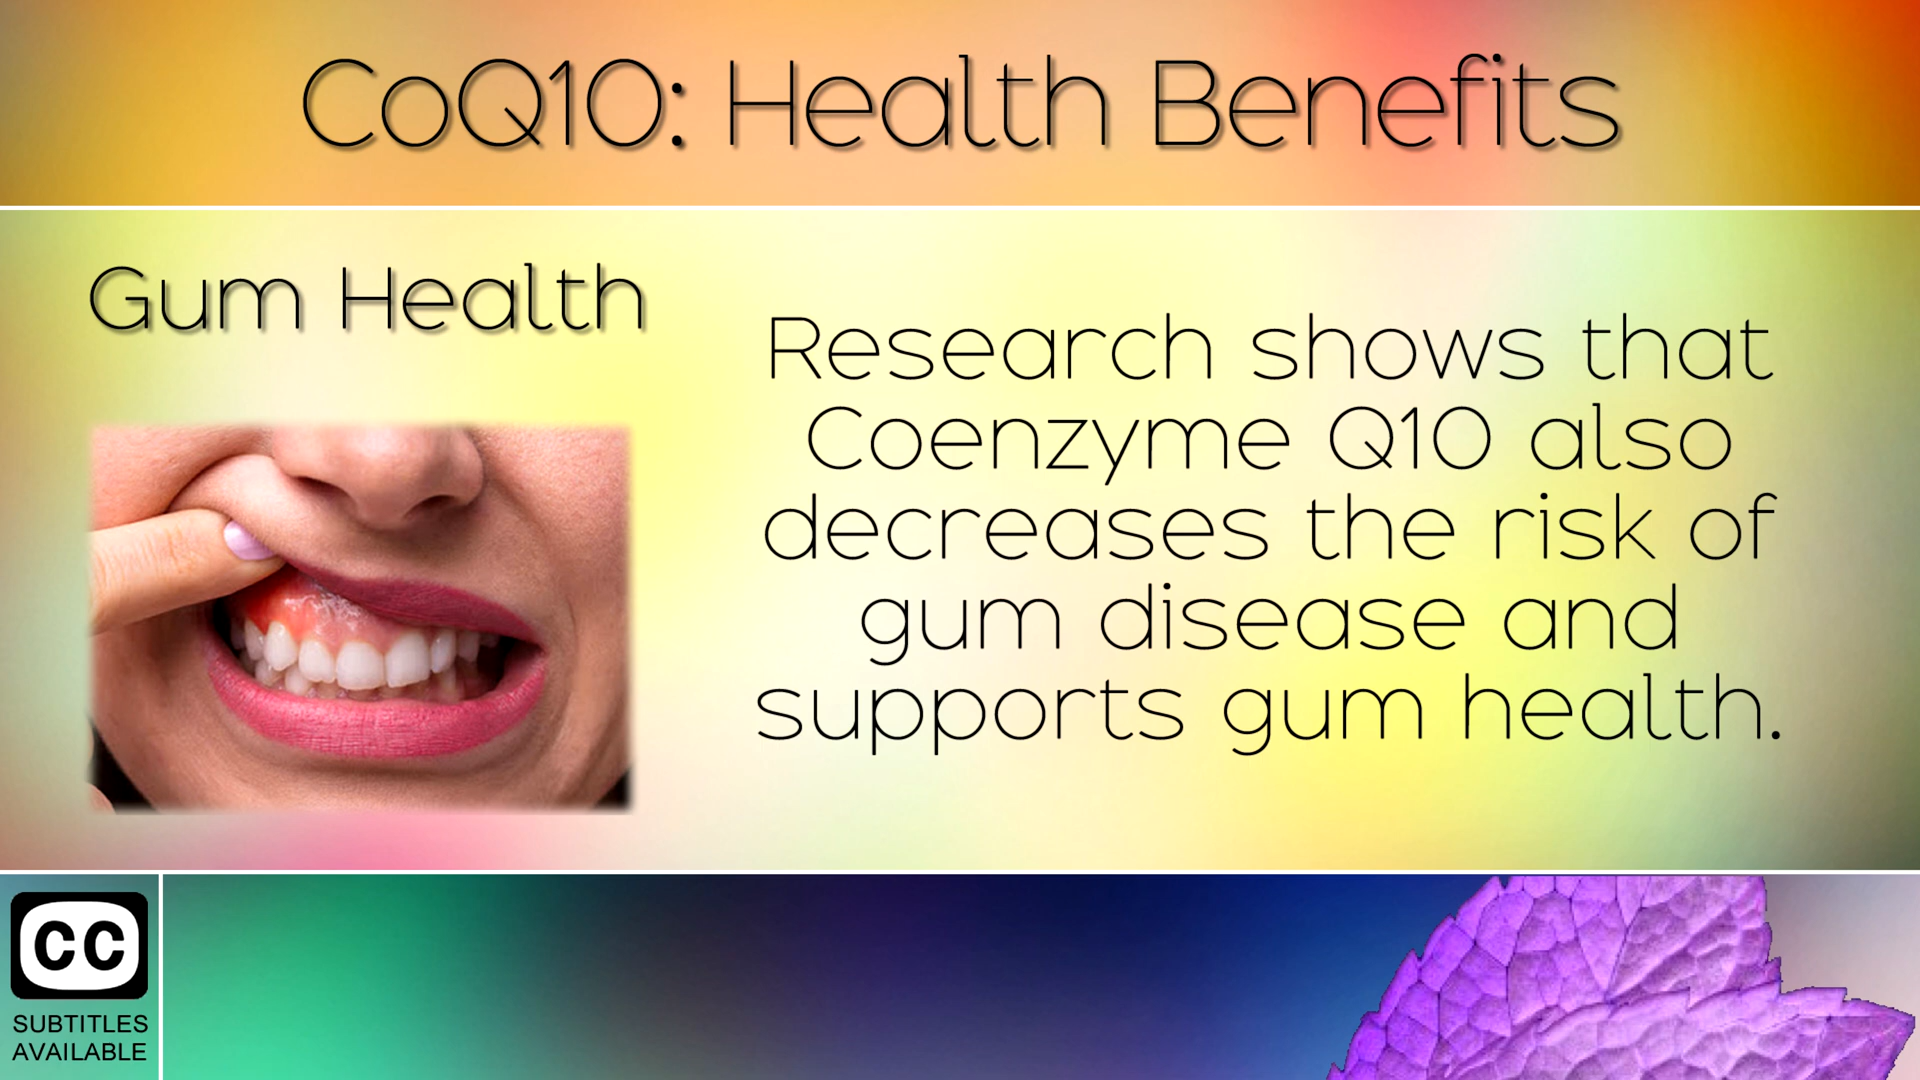 CoQ10: Health Benefits
Gum Health
Research shows that
Coenzyme Q10 also
decreases the risk of
gum disease and
supports gum health.
CC
SUBTITLES
AVAILABLE